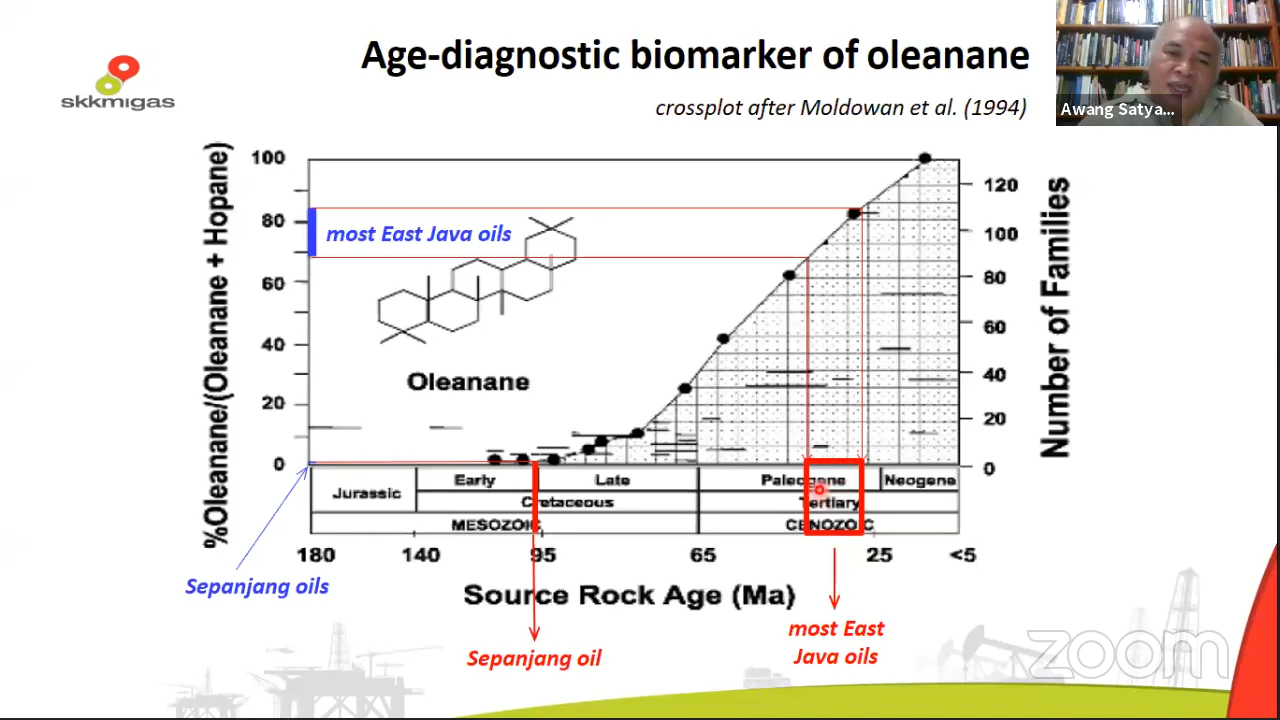 Age-diagnostic biomarker of oleanane
crossplot after Moldowan et al. (1994)
skkmigas
Awang Satya...
%Oleanane/(Oleanane + Hopane)
100
80
60
40
20
0
most East Java oils
Oleanane
120
100
80
60
40
20
0
Number of Families
Jurassic
Early
Late
Paleogene
Neogene
Cretaceous
Tertiary
MESOZOIC
CENOZOIC
180
140
95
65
25
<5
Source Rock Age (Ma)
Sepanjang oils
Sepanjang oil
most East
Java oils
zoom